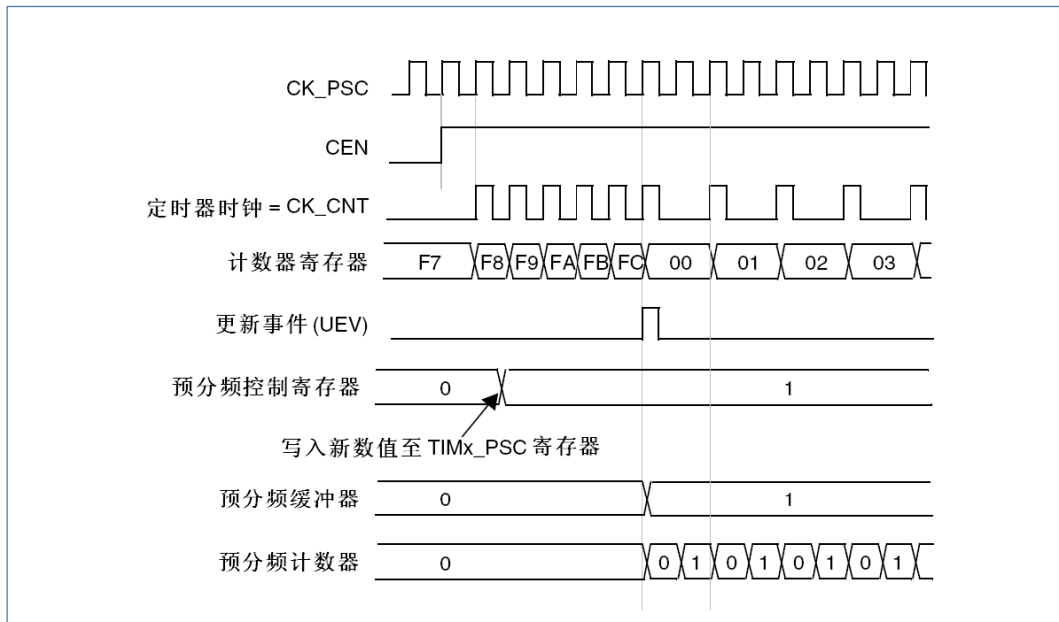 CK_PSC
CEN
定时器时钟 = CK_CNT
计数器寄存器 F7 F8 F9 FA FB FC 00 01 02 03
更新事件 (UEV)
预分频控制寄存器 0 1
写入新数值至 TIMx_PSC 寄存器
预分频缓冲器 0 1
预分频计数器 0 0 1 0 1 0 1 0 1